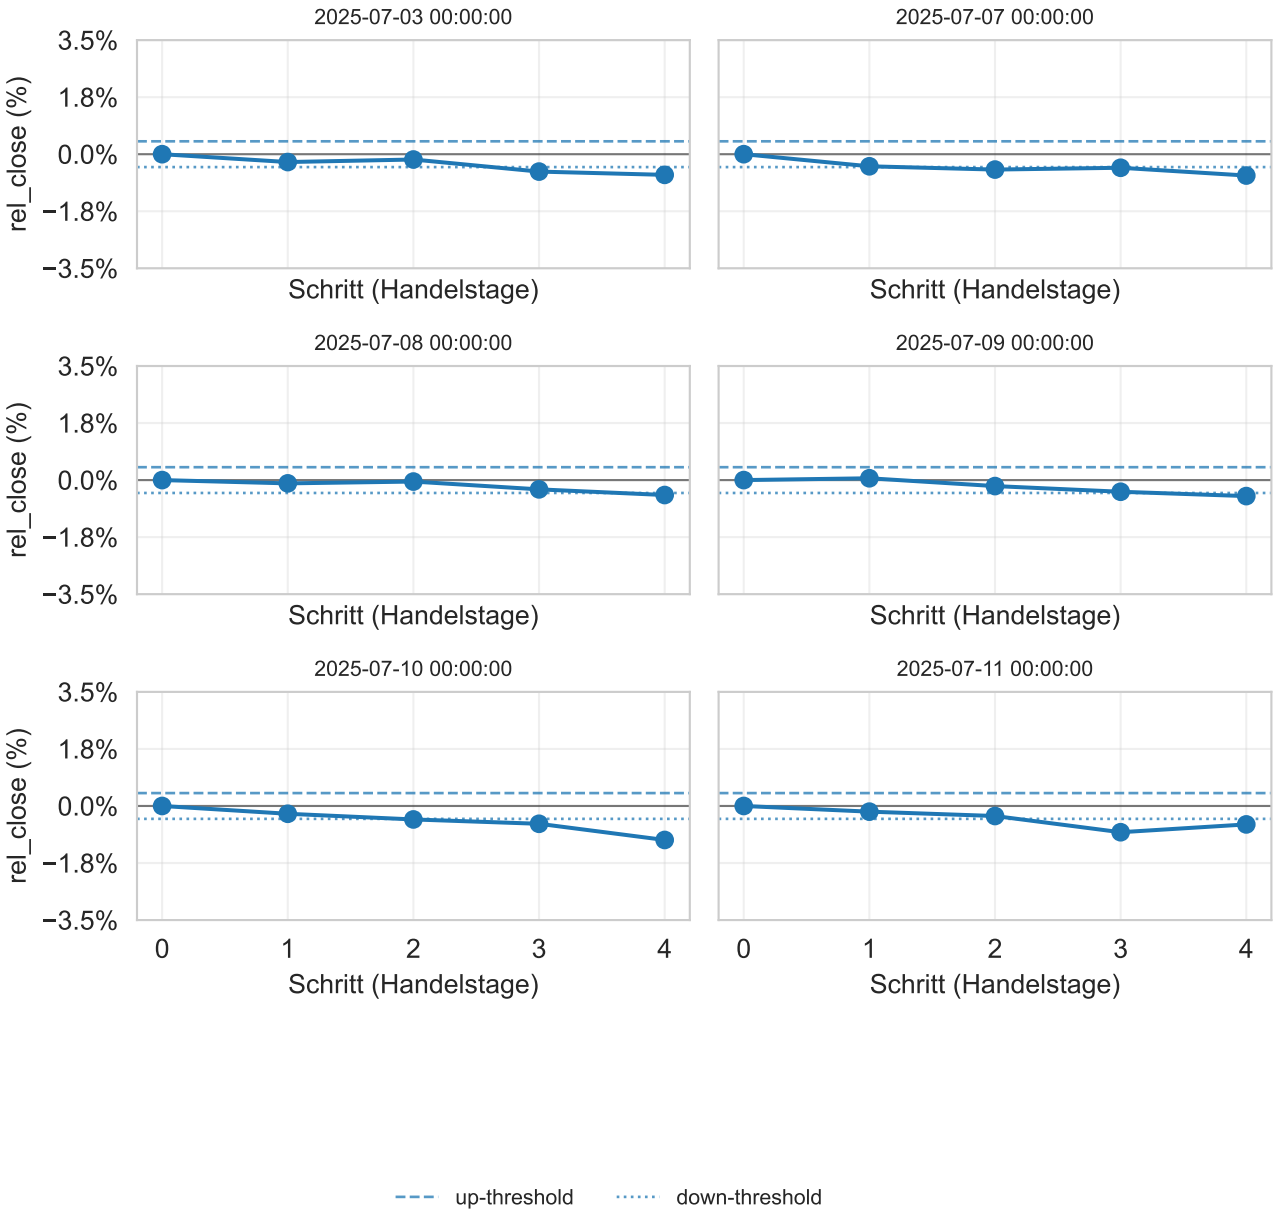 2025-07-03 00:00:00
2025-07-07 00:00:00
3.5%
1.8%
0.0%
−1.8%
−3.5%
rel_close (%)
Schritt (Handelstage)
Schritt (Handelstage)
2025-07-08 00:00:00
2025-07-09 00:00:00
3.5%
1.8%
0.0%
−1.8%
−3.5%
rel_close (%)
Schritt (Handelstage)
Schritt (Handelstage)
2025-07-10 00:00:00
2025-07-11 00:00:00
3.5%
1.8%
0.0%
−1.8%
−3.5%
rel_close (%)
0 1 2 3 4
0 1 2 3 4
Schritt (Handelstage)
Schritt (Handelstage)
up-threshold
down-threshold